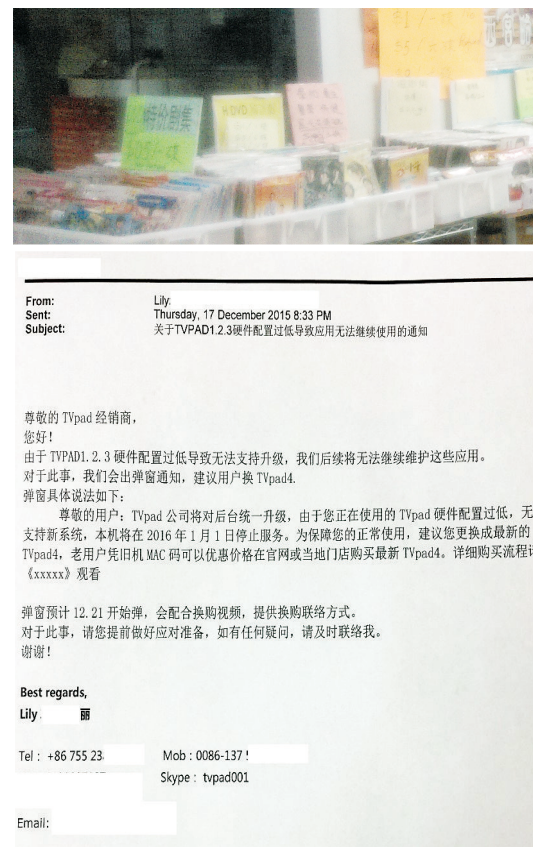 特价剧集
HDVD
From: Lily
Sent: Thursday, 17 December 2015 8:33 PM
Subject: 关于TVPAD1.2.3硬件配置过低导致应用无法继续使用的通知
尊敬的 TVpad 经销商，
您好！
由于 TVPAD1.2.3 硬件配置过低导致无法支持升级，我们后续将无法继续维护这些应用。
对于此事，我们会出弹窗通知，建议用户换 TVpad4.
弹窗具体说法如下：
尊敬的用户：TVpad 公司将对后台统一升级，由于您正在使用的 TVpad 硬件配置过低，无
支持新系统，本机将在 2016 年 1 月 1 日停止服务。为保障您的正常使用，建议您更换成最新的
TVpad4，老用户凭旧机 MAC 码可以优惠价格在官网或当地门店购买最新 TVpad4。详细购买流程
《xxxxx》观看
弹窗预计 12.21 开始弹，会配合换购视频，提供换购联络方式。
对于此事，请您提前做好应对准备，如有任何疑问，请及时联络我。
谢谢！
Best regards,
Lily 丽
Tel : +86 755 23 Mob : 0086-137
Skype : tvpad001
Email: